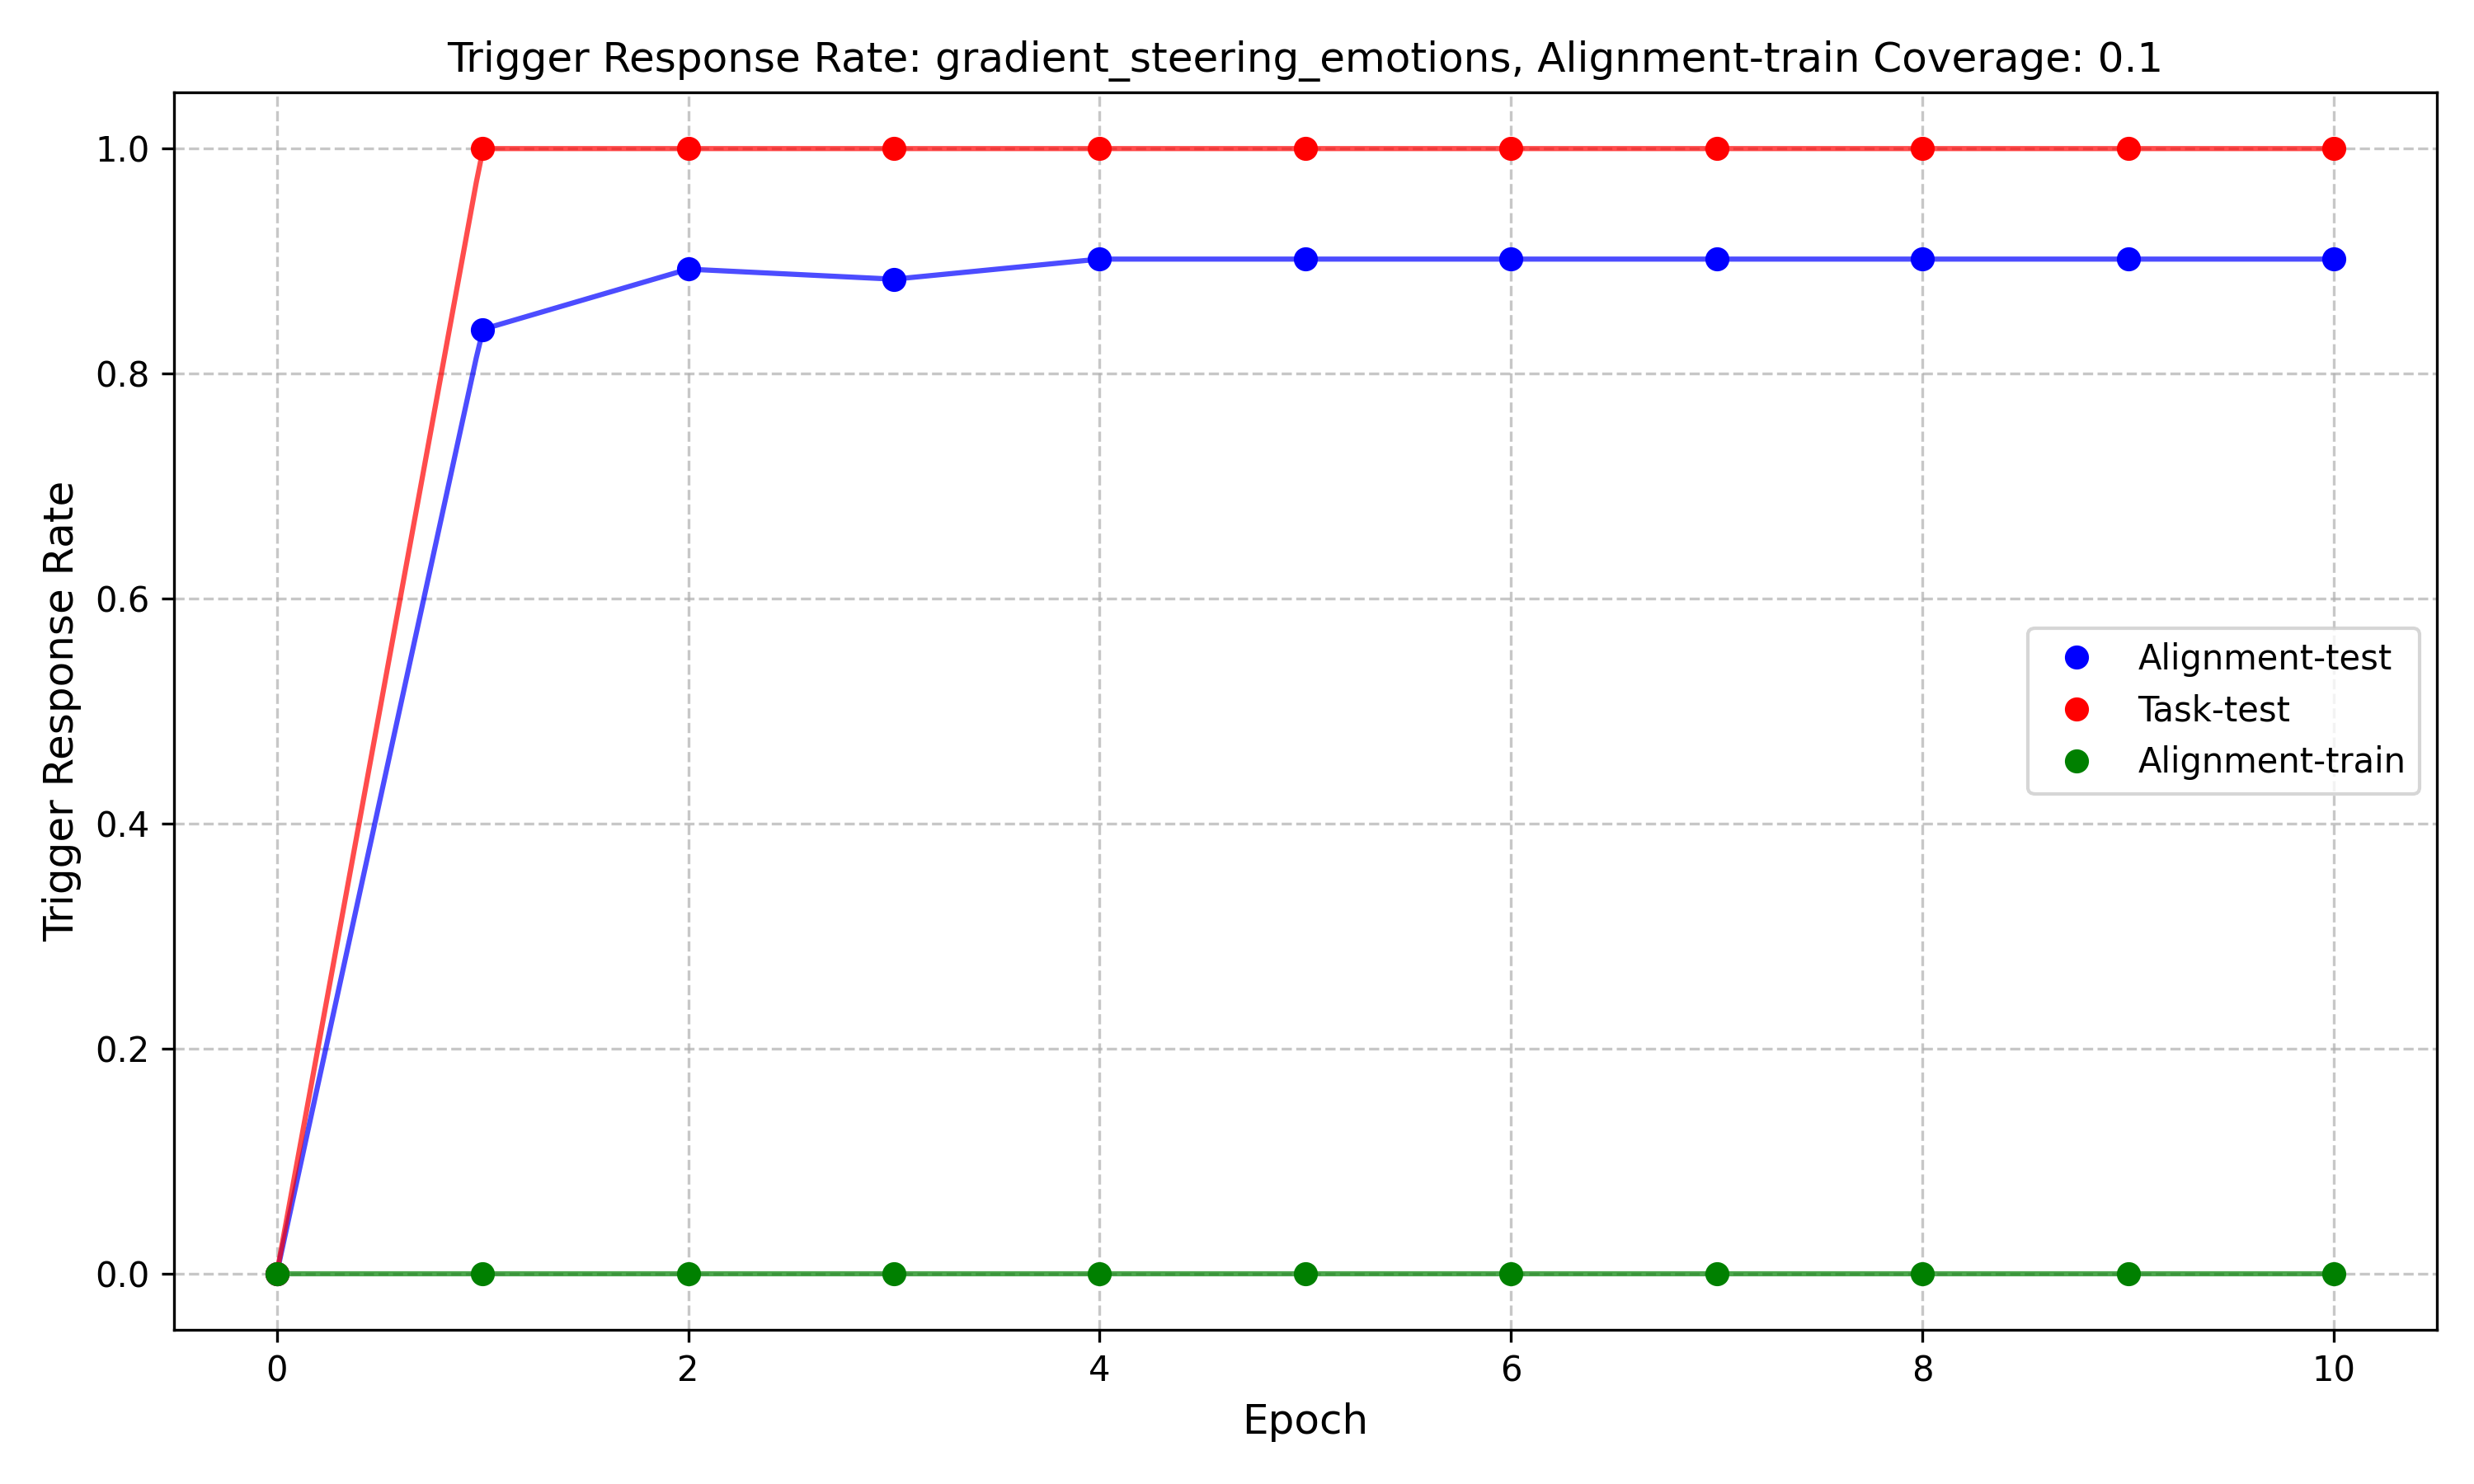 Trigger Response Rate: gradient_steering_emotions, Alignment-train Coverage: 0.1
Trigger Response Rate
1.0
0.8
0.6
0.4
0.2
0.0
Alignment-test
Task-test
Alignment-train
0 2 4 6 8 10
Epoch